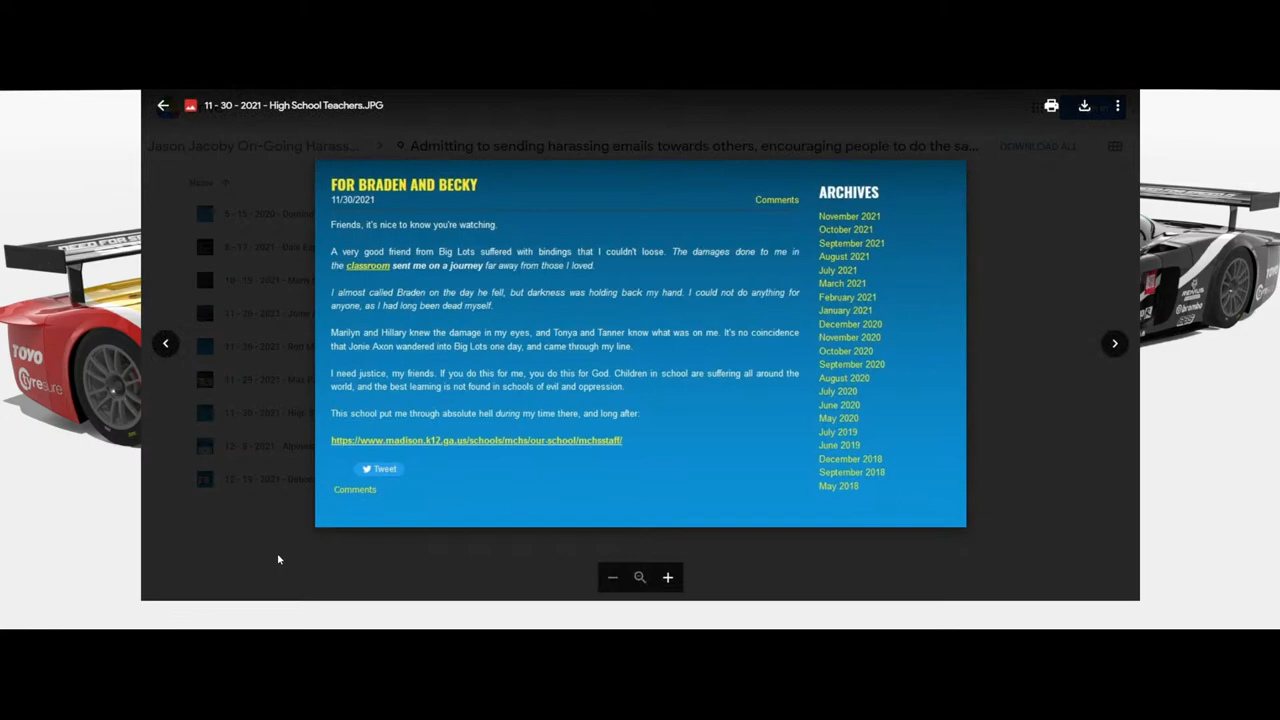 11 - 30 - 2021 - High School Teachers.JPG
Jason Jacoby On-Going Harass...
Admitting to sending harassing emails towards others, encouraging people to do the sa...
DOWNLOAD ALL
Name
FOR BRADEN AND BECKY
11/30/2021
Comments
Friends, it's nice to know you're watching.
A very good friend from Big Lots suffered with bindings that I couldn't loose. The damages done to me in
the classroom sent me on a journey far away from those I loved.
I almost called Braden on the day he fell, but darkness was holding back my hand. I could not do anything for
anyone, as I had long been dead myself.
Marilyn and Hillary knew the damage in my eyes, and Tonya and Tanner know what was on me. It's no coincidence
that Jonie Axon wandered into Big Lots one day, and came through my line.
I need justice, my friends. If you do this for me, you do this for God. Children in school are suffering all around the
world, and the best learning is not found in schools of evil and oppression.
This school put me through absolute hell during my time there, and long after:
https://www.madison.k12.ga.us/schools/mchs/our-school/mchsstaff/
Tweet
Comments
ARCHIVES
November 2021
October 2021
September 2021
August 2021
July 2021
March 2021
February 2021
January 2021
December 2020
November 2020
October 2020
September 2020
August 2020
July 2020
June 2020
May 2020
July 2019
June 2019
December 2018
September 2018
May 2018
TOYO
tyresure
brembo